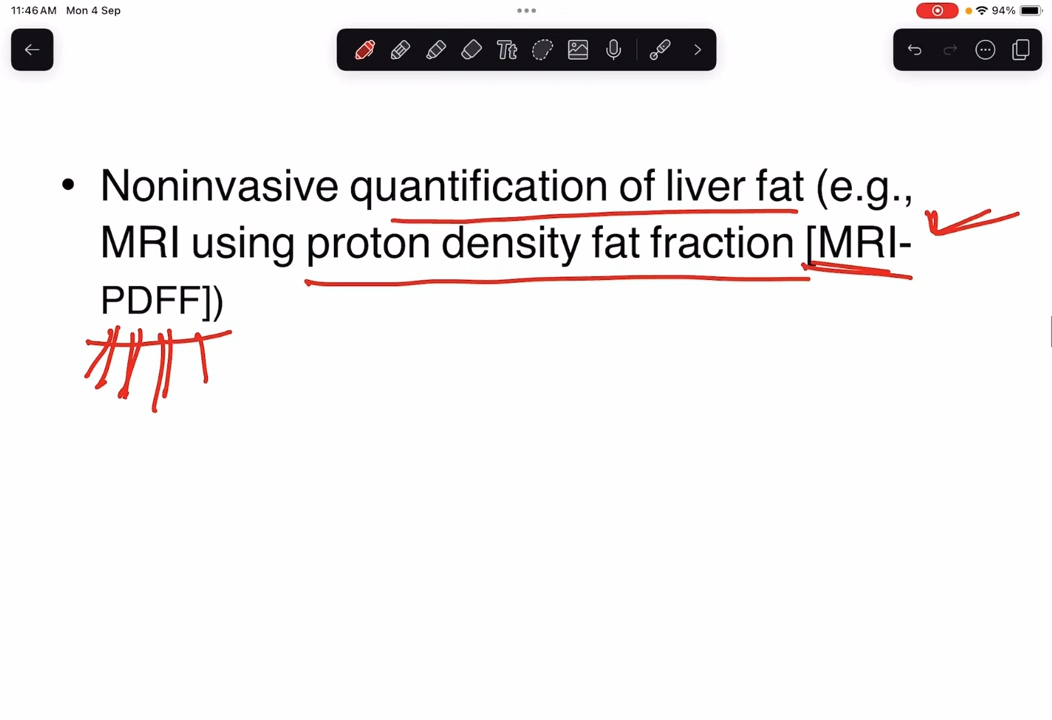 11:46 AM Mon 4 Sep
94%
Tt
• Noninvasive quantification of liver fat (e.g.,
MRI using proton density fat fraction [MRI-
PDFF])